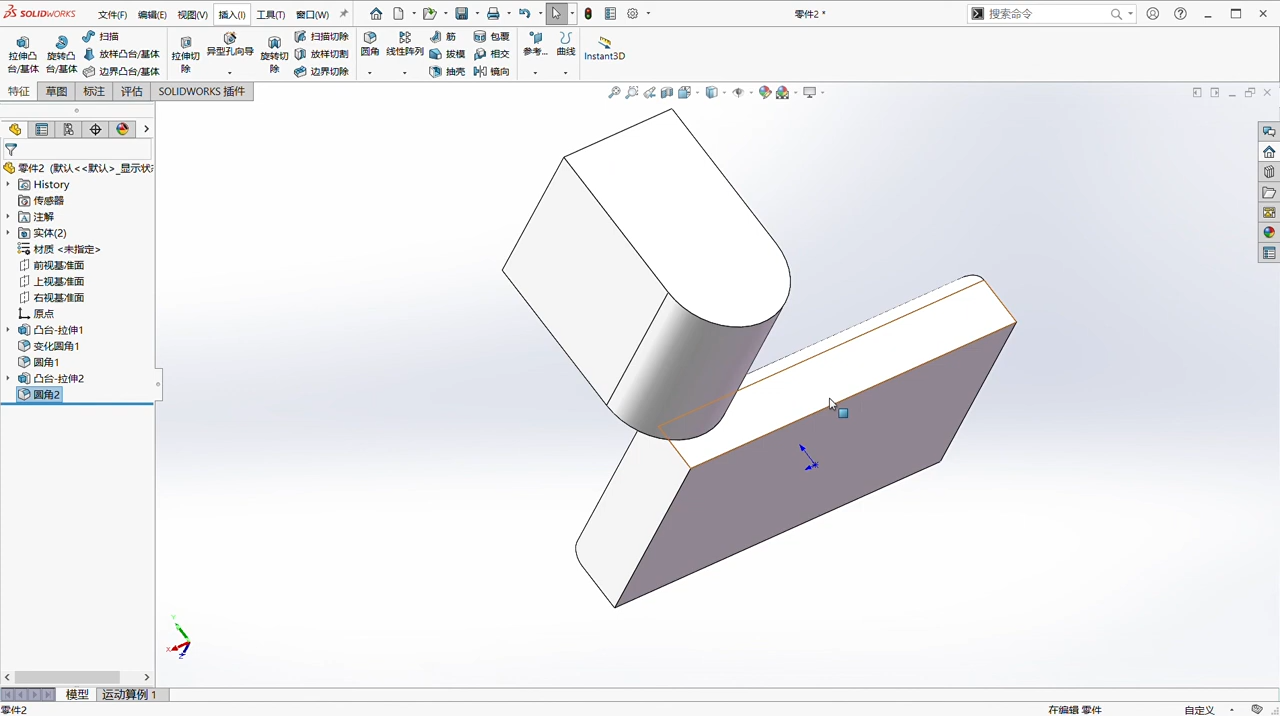 SOLIDWORKS 文件(F) 编辑(E) 视图(V) 插入(I) 工具(T) 窗口(W) 零件2 * 搜索命令
拉伸凸台/基体 旋转凸台/基体 扫描 放样凸台/基体 边界凸台/基体 拉伸切除 异型孔向导 旋转切除 扫描切除 放样切割 边界切除 圆角 线性阵列 筋 拔模 抽壳 包覆 相交 镜向 参考... 曲线 Instant3D
特征 草图 标注 评估 SOLIDWORKS 插件
零件2 (默认<<默认>_显示状
History
传感器
注解
实体(2)
材质 <未指定>
前视基准面
上视基准面
右视基准面
原点
凸台-拉伸1
变化圆角1
圆角1
凸台-拉伸2
圆角2
Y
X
Z
模型 运动算例 1
零件2 在编辑 零件 自定义